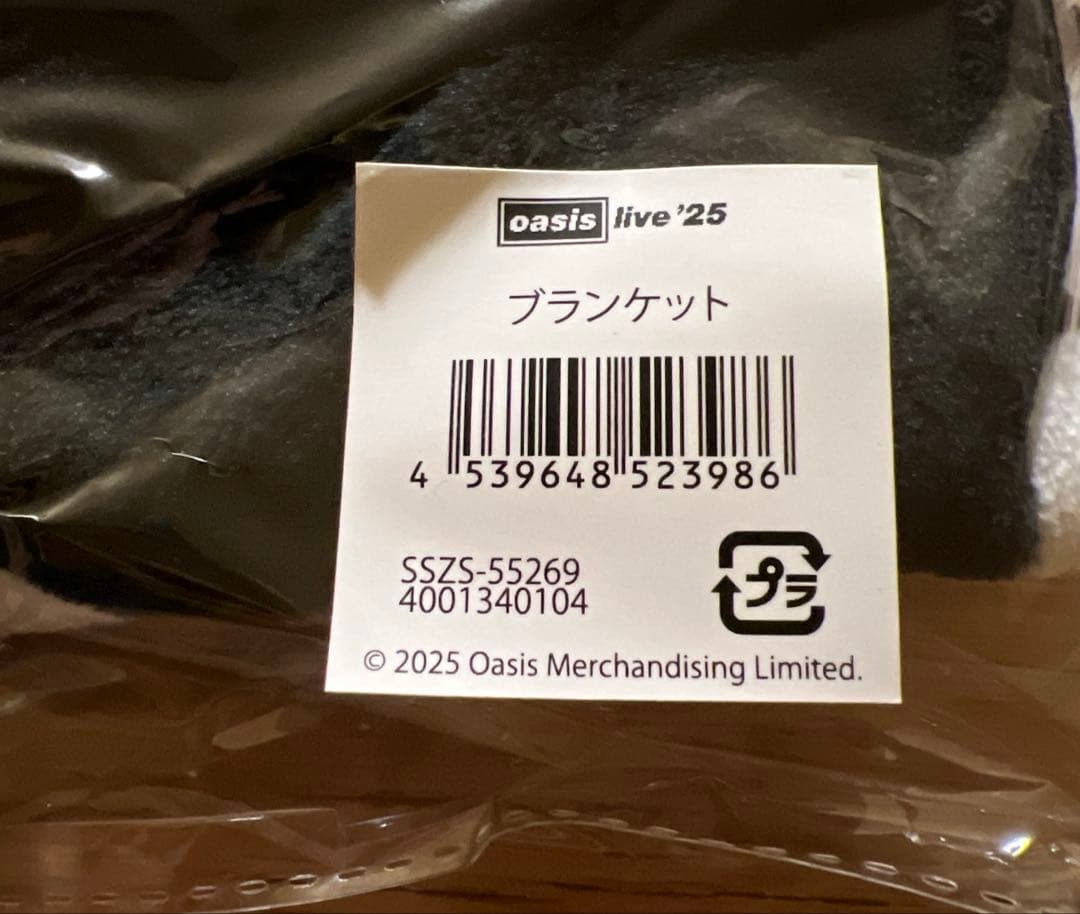 oasis live '25
ブランケット
4 539648 523986
SSZS-55269
4001340104
プラ
© 2025 Oasis Merchandising Limited.